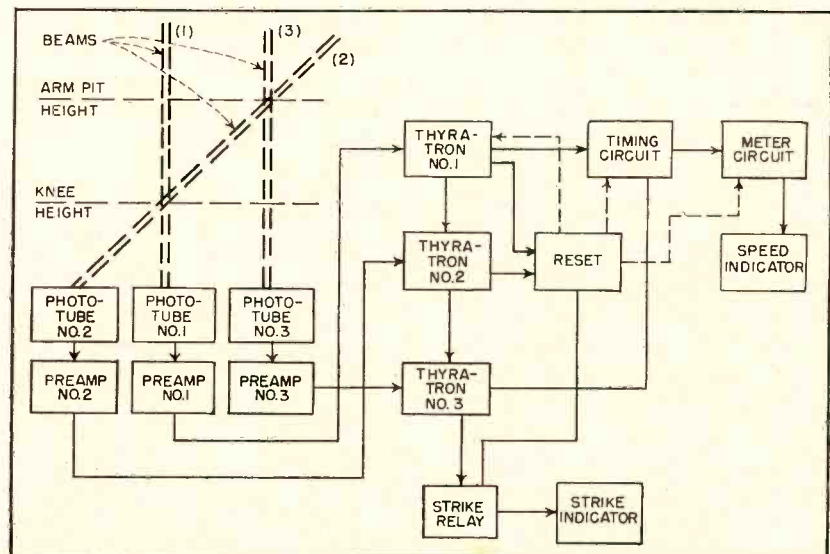 BEAMS
(1)
(3)
(2)
ARM PIT
HEIGHT
KNEE
HEIGHT
PHOTO-
TUBE
NO.2
PHOTO-
TUBE
NO.1
PHOTO-
TUBE
NO.3
PREAMP
NO.2
PREAMP
NO.1
PREAMP
NO.3
THYRA-
TRON
NO.1
THYRA-
TRON
NO.2
THYRA-
TRON
NO.3
TIMING
CIRCUIT
METER
CIRCUIT
RESET
SPEED
INDICATOR
STRIKE
RELAY
STRIKE
INDICATOR